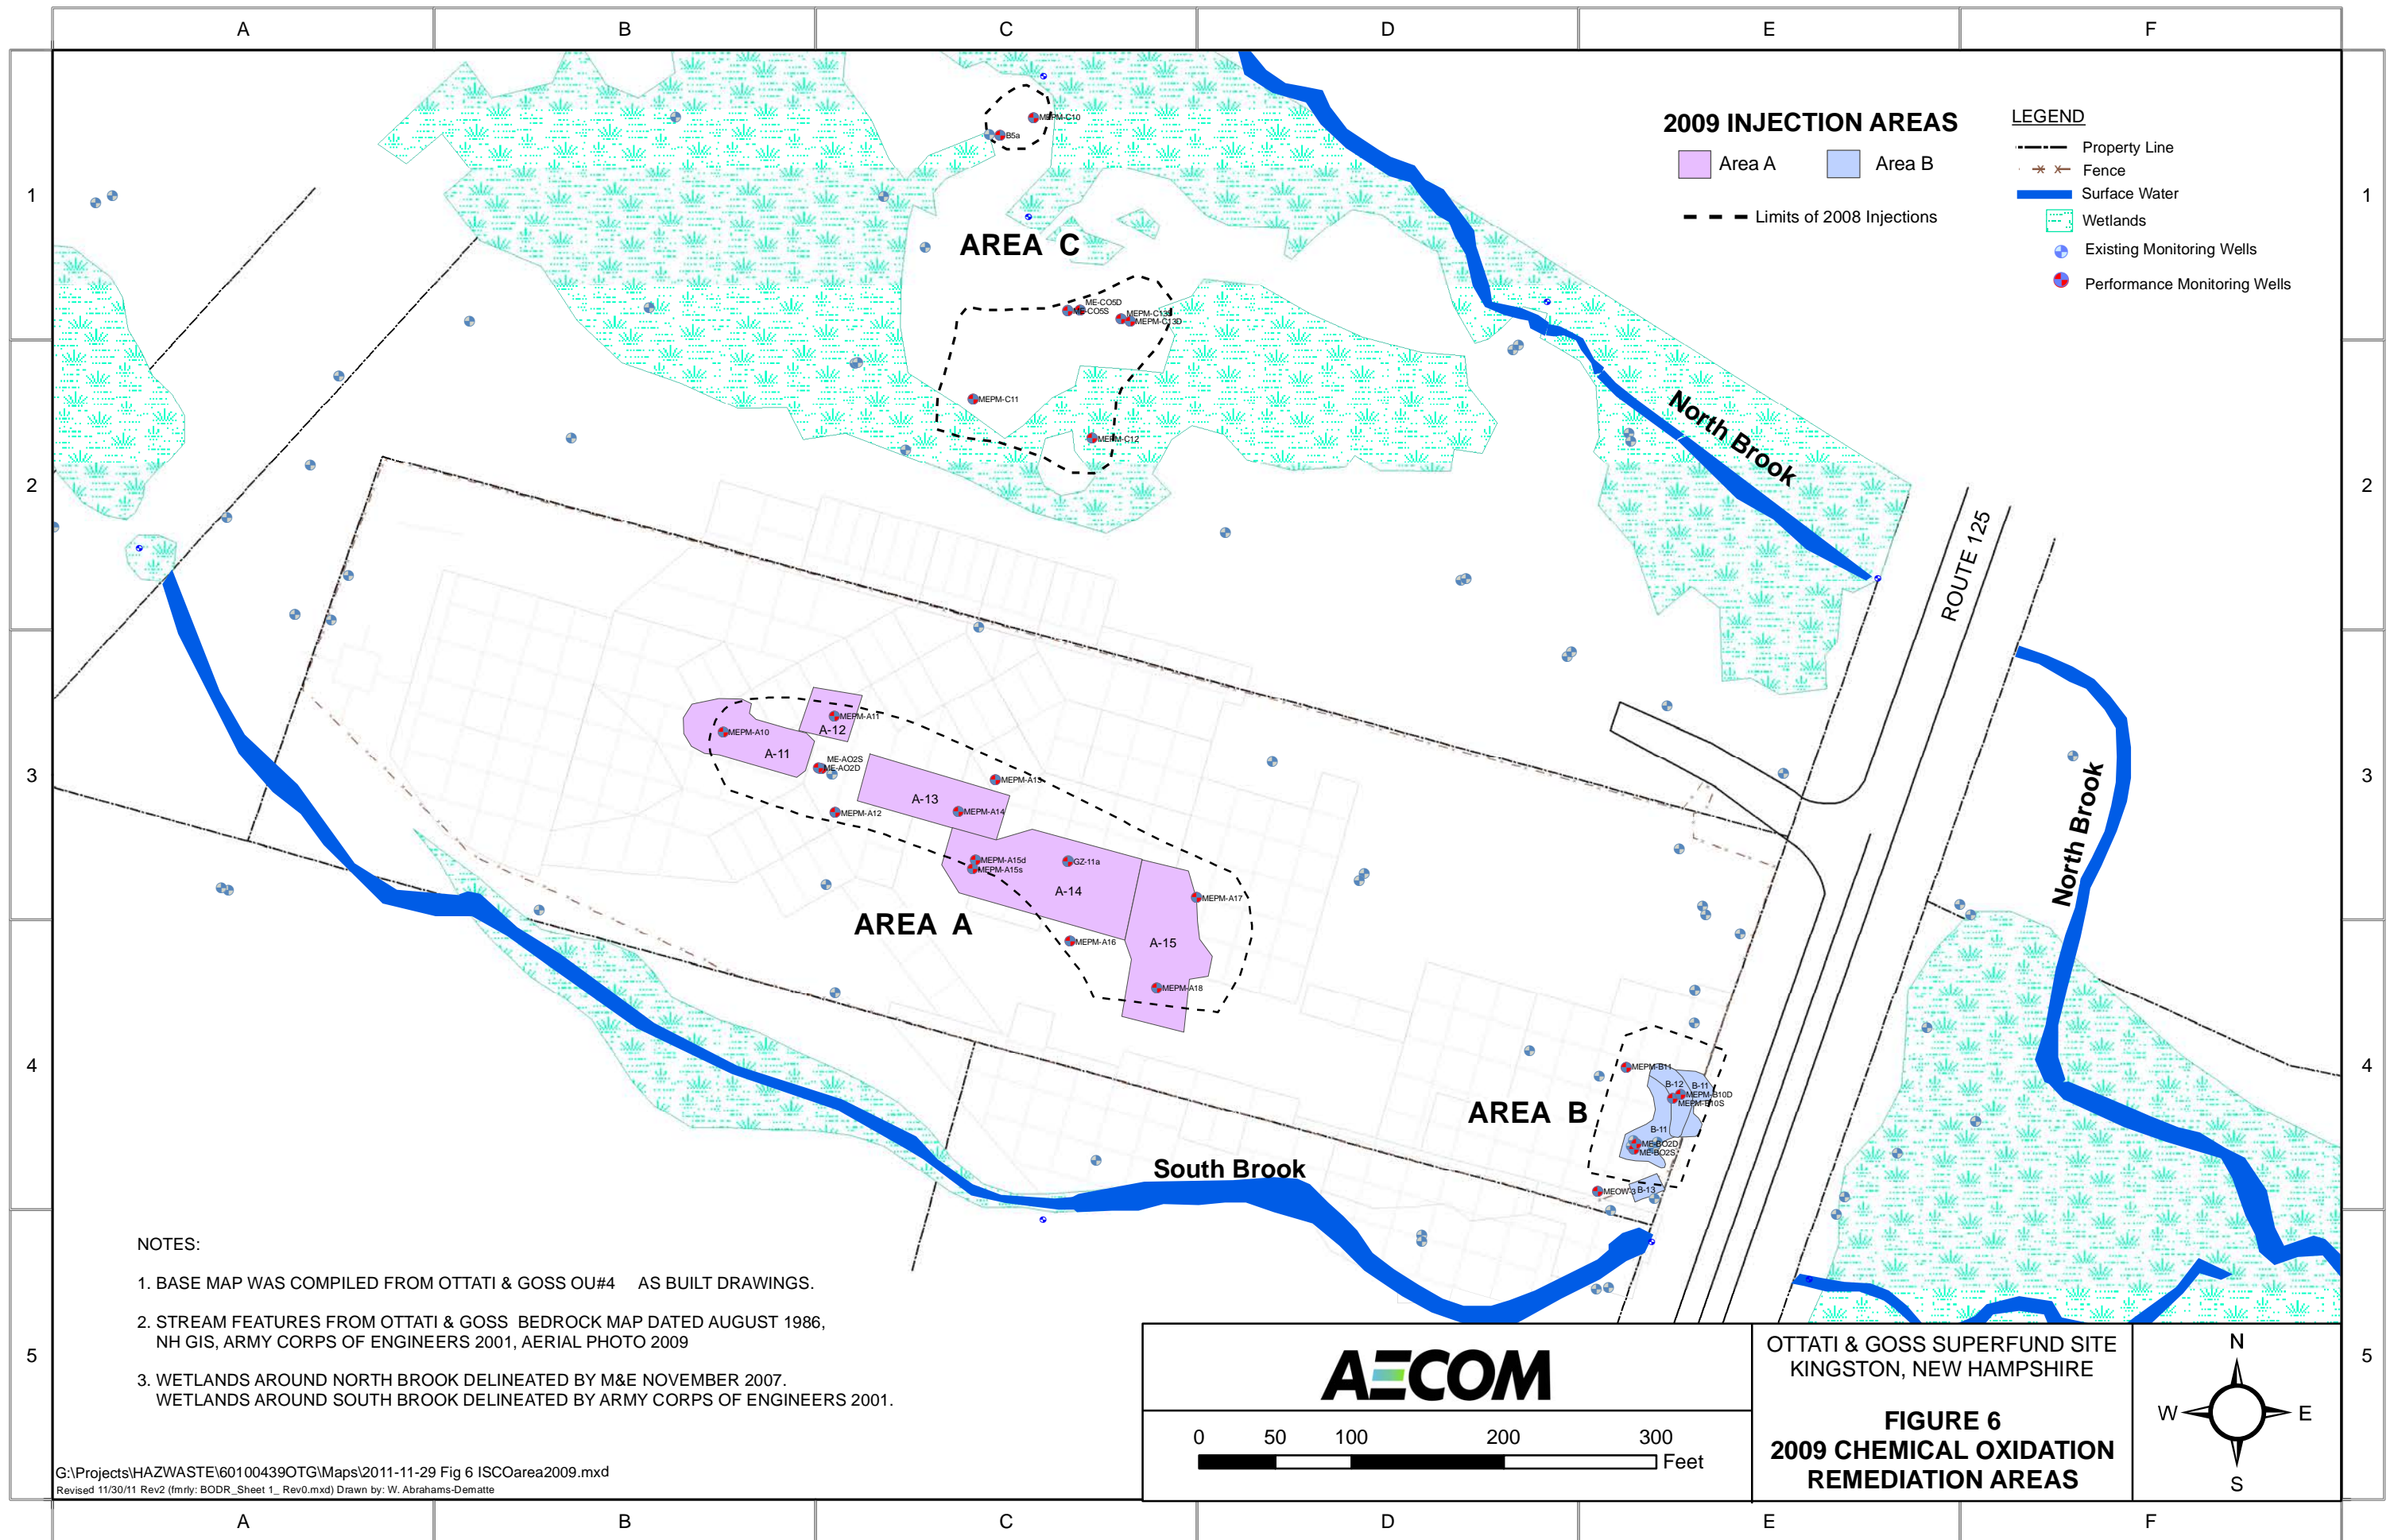 A B C D E F
1
2
3
4
5
1
2
3
4
5
A B C D E F
2009 INJECTION AREAS
Area A
Area B
Limits of 2008 Injections
LEGEND
Property Line
Fence
Surface Water
Wetlands
Existing Monitoring Wells
Performance Monitoring Wells
MEPM-C10
B5a
AREA C
ME-CO5D
ME-CO5S
MEPM-C13S
MEPM-C13D
MEPM-C11
MEPM-C12
North Brook
ROUTE 125
North Brook
MEPM-A11
A-12
MEPM-A10
A-11
ME-AO2S
ME-AO2D
MEPM-A13
A-13
MEPM-A14
MEPM-A12
MEPM-A15d
MEPM-A15s
GZ-11a
A-14
MEPM-A17
AREA A
MEPM-A16
A-15
MEPM-A18
MEPM-B11
B-12
B-11
MEPM-B10D
MEPM-B10S
AREA B
B-11
ME-BO2D
ME-BO2S
MEOW-3
B-13
South Brook
NOTES:
1. BASE MAP WAS COMPILED FROM OTTATI & GOSS OU#4 AS BUILT DRAWINGS.
2. STREAM FEATURES FROM OTTATI & GOSS BEDROCK MAP DATED AUGUST 1986,
NH GIS, ARMY CORPS OF ENGINEERS 2001, AERIAL PHOTO 2009
3. WETLANDS AROUND NORTH BROOK DELINEATED BY M&E NOVEMBER 2007.
WETLANDS AROUND SOUTH BROOK DELINEATED BY ARMY CORPS OF ENGINEERS 2001.
G:\Projects\HAZWASTE\60100439OTG\Maps\2011-11-29 Fig 6 ISCOarea2009.mxd
Revised 11/30/11 Rev2 (fmrly: BODR_Sheet 1_ Rev0.mxd) Drawn by: W. Abrahams-Dematte
AECOM
0 50 100 200 300
Feet
OTTATI & GOSS SUPERFUND SITE
KINGSTON, NEW HAMPSHIRE
FIGURE 6
2009 CHEMICAL OXIDATION
REMEDIATION AREAS
N
W E
S